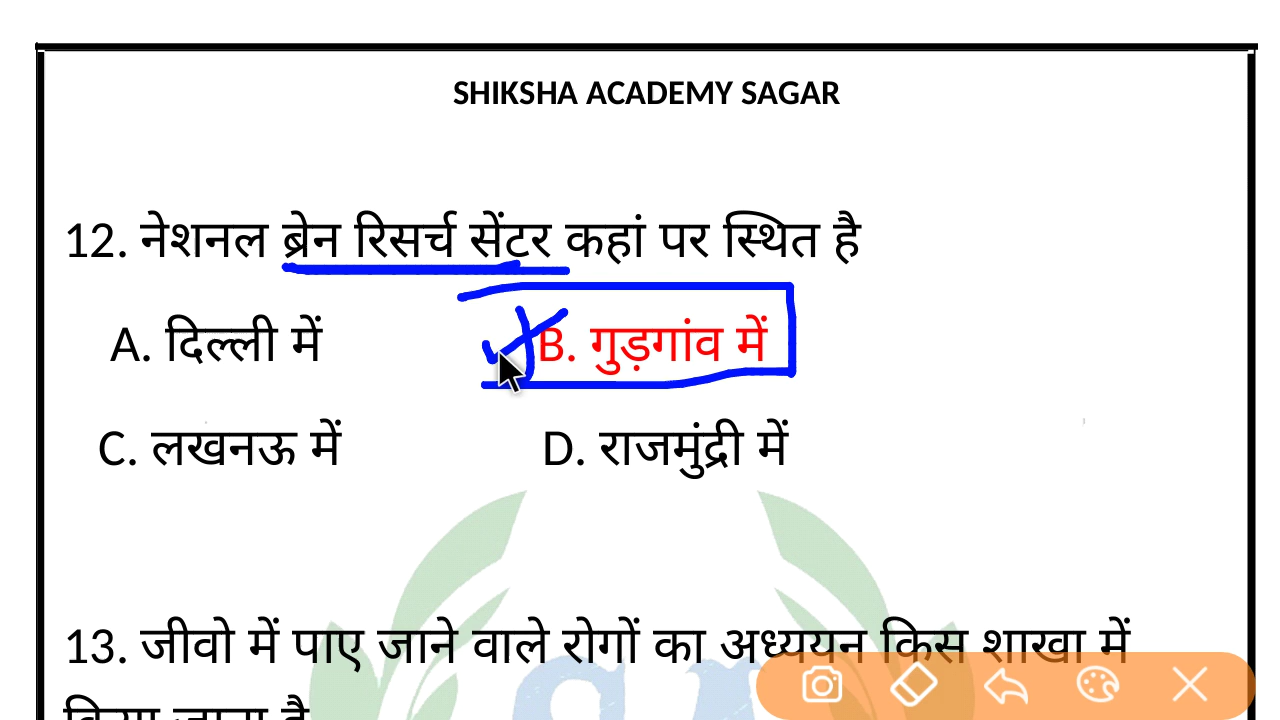 SHIKSHA ACADEMY SAGAR
12. नेशनल ब्रेन रिसर्च सेंटर कहां पर स्थित है
A. दिल्ली में B. गुड़गांव में
C. लखनऊ में D. राजमुंद्री में
13. जीवो में पाए जाने वाले रोगों का अध्ययन किस शाखा में
किया जाता है